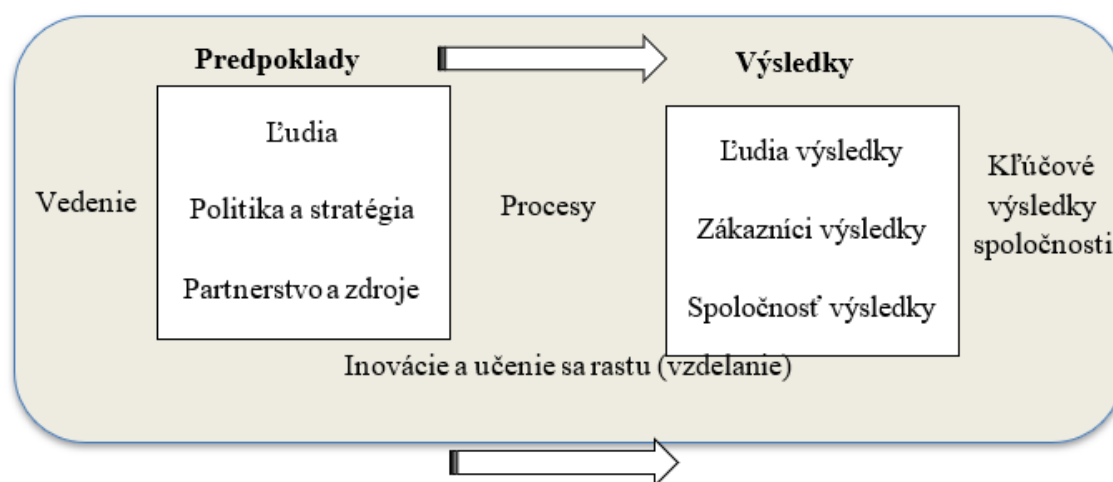 Predpoklady
Výsledky
Vedenie
Ľudia
Politika a stratégia
Partnerstvo a zdroje
Procesy
Ľudia výsledky
Zákazníci výsledky
Spoločnosť výsledky
Kľúčové
výsledky
spoločnosti
Inovácie a učenie sa rastu (vzdelanie)